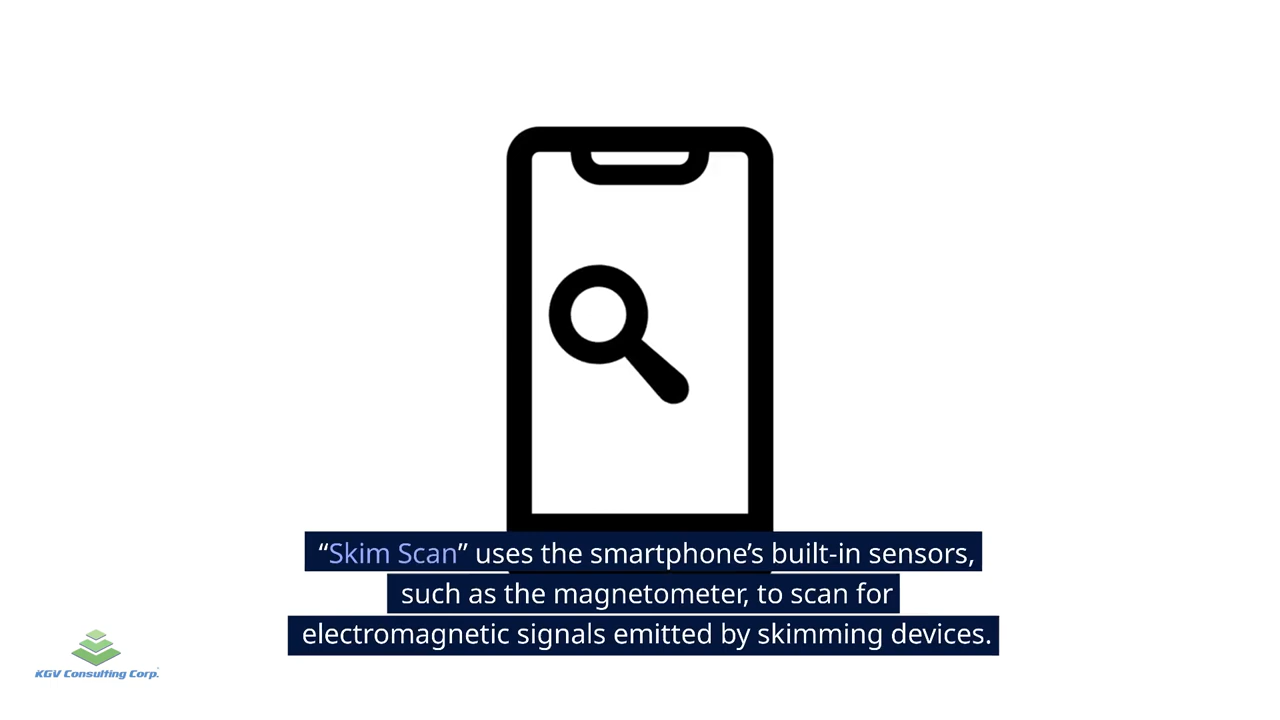 “Skim Scan” uses the smartphone’s built-in sensors,
such as the magnetometer, to scan for
electromagnetic signals emitted by skimming devices.
KGV Consulting Corp.